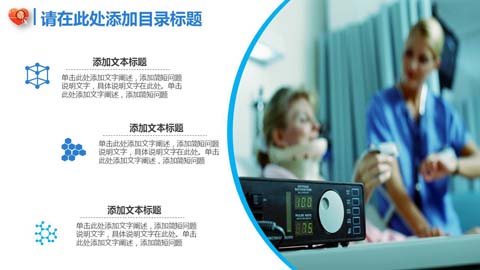 请在此处添加目录标题
添加文本标题
单击此处添加文字阐述，添加简短问题
说明文字，具体说明文字在此处。单击
此处添加文字阐述，添加简短问题
添加文本标题
单击此处添加文字阐述，添加简短问题
说明文字，具体说明文字在此处。单击
此处添加文字阐述，添加简短问题
添加文本标题
单击此处添加文字阐述，添加简短问题
说明文字，具体说明文字在此处。单击
此处添加文字阐述，添加简短问题
100
PULSE RATE
75